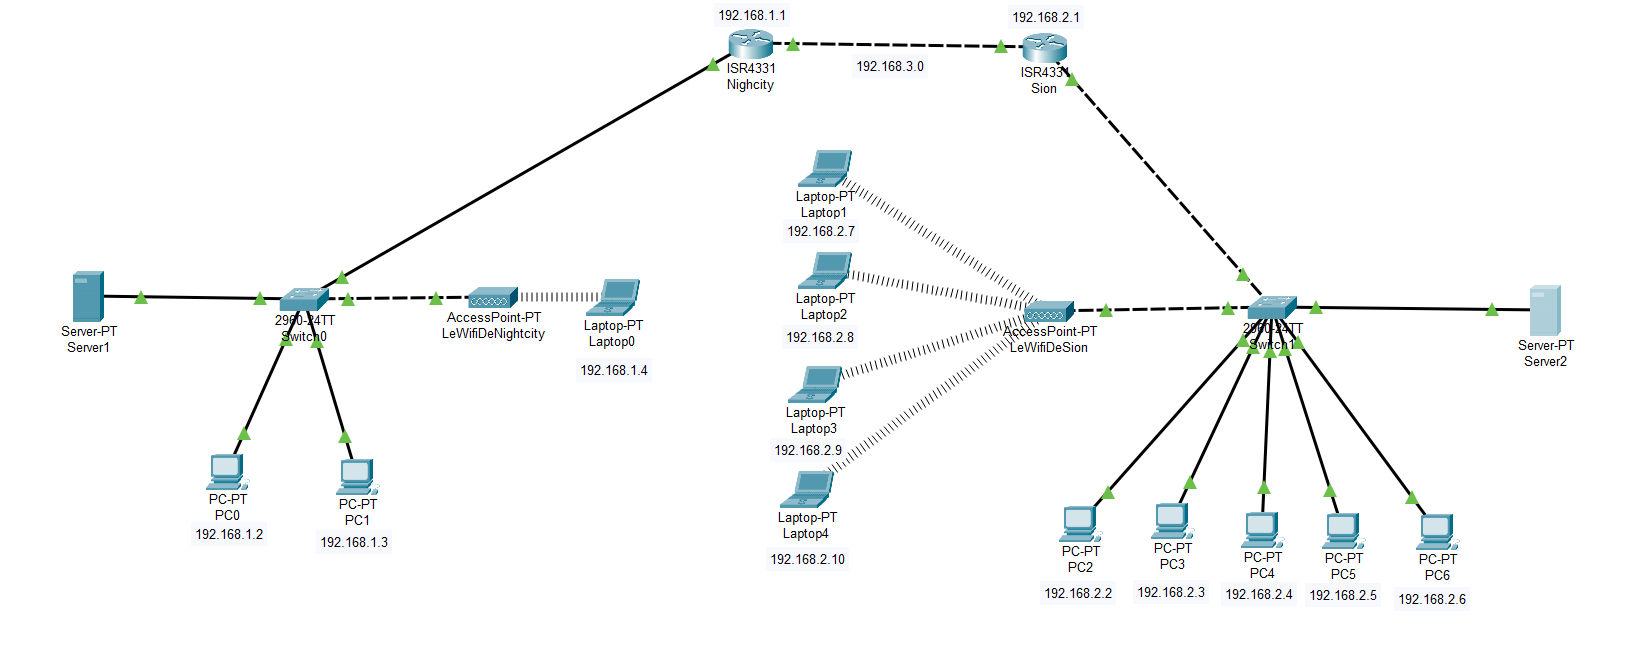 192.168.1.1
ISR4331
Nighcity
192.168.3.0
192.168.2.1
ISR4331
Sion
Server-PT
Server1
2960-24TT
Switch0
AccessPoint-PT
LeWifiDeNightcity
Laptop-PT
Laptop0
192.168.1.4
PC-PT
PC0
192.168.1.2
PC-PT
PC1
192.168.1.3
Laptop-PT
Laptop1
192.168.2.7
Laptop-PT
Laptop2
192.168.2.8
Laptop-PT
Laptop3
192.168.2.9
Laptop-PT
Laptop4
192.168.2.10
AccessPoint-PT
LeWifiDeSion
2960-24TT
Switch1
Server-PT
Server2
PC-PT
PC2
192.168.2.2
PC-PT
PC3
192.168.2.3
PC-PT
PC4
192.168.2.4
PC-PT
PC5
192.168.2.5
PC-PT
PC6
192.168.2.6